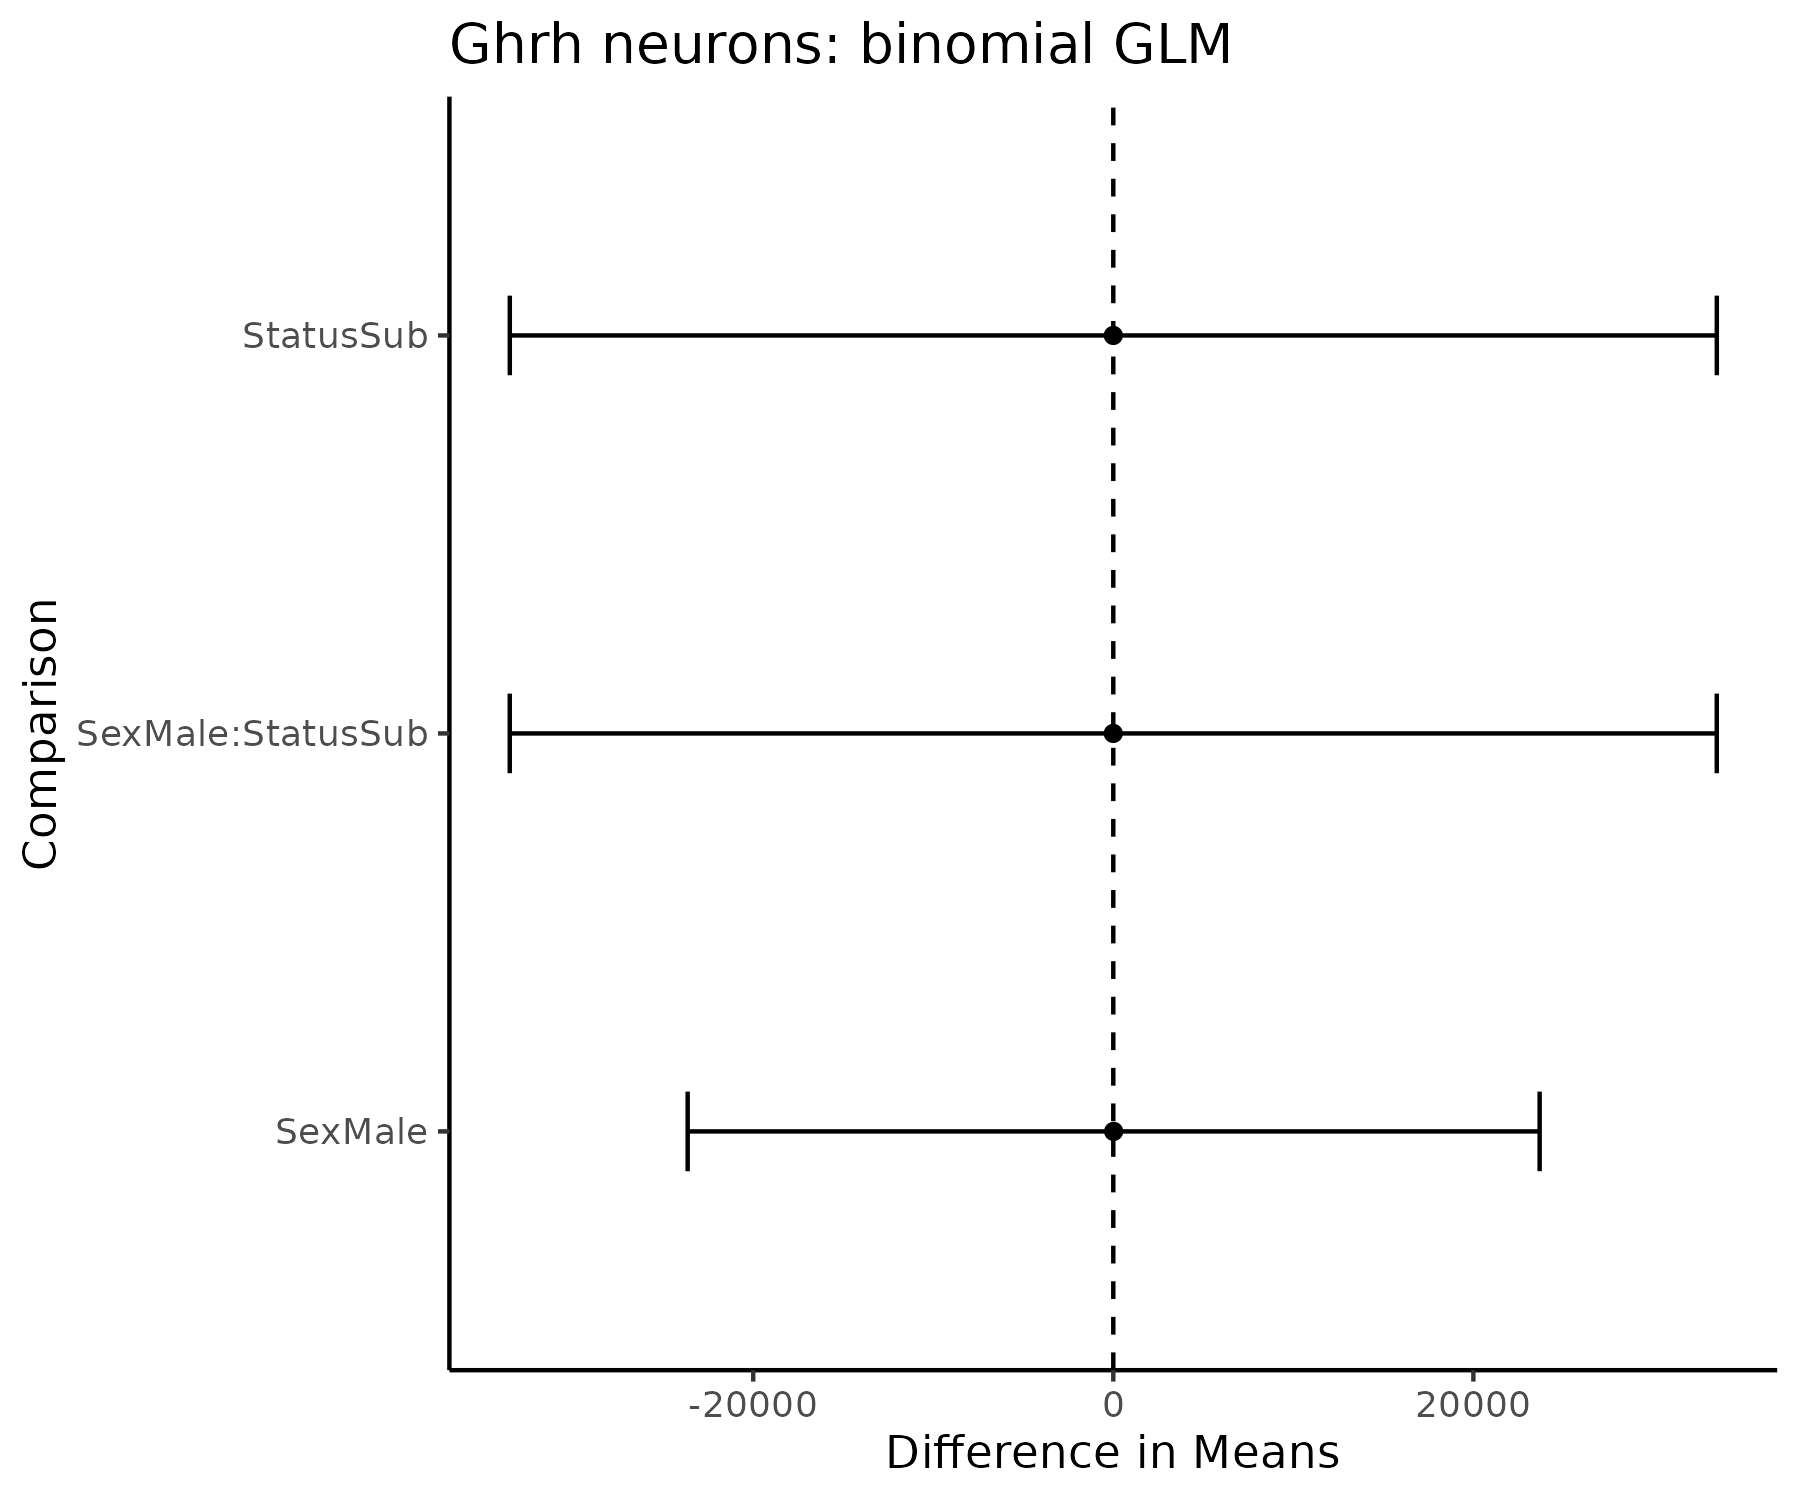 Ghrh neurons: binomial GLM
Comparison
StatusSub
SexMale:StatusSub
SexMale
-20000
0
20000
Difference in Means